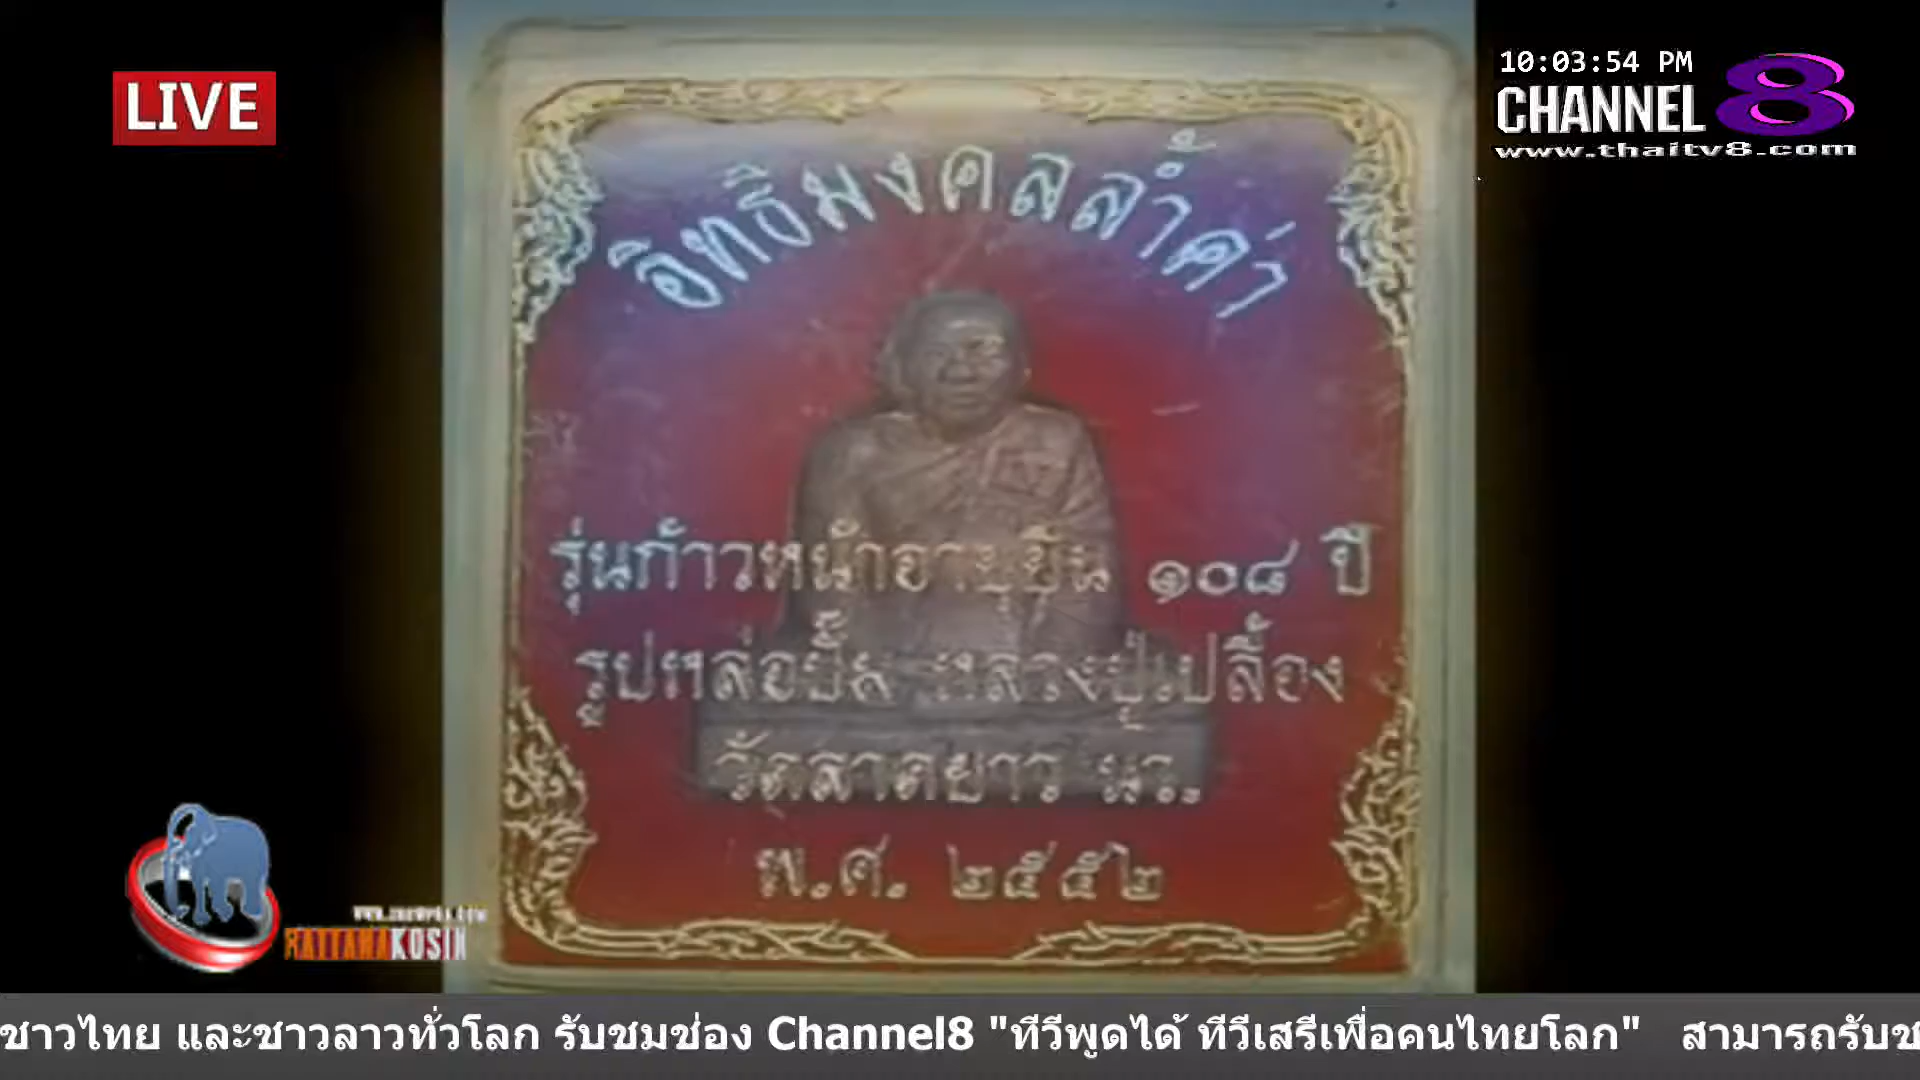 LIVE
10:03:54 PM
CHANNEL 8
www.thaitv8.com
อิทธิมงคลล้ำค่า
รุ่นก้าวหน้าอายุยืน ๑๐๘ ปี
รูปหล่อปั๊ม หลวงปู่เปลื้อง
วัดลาดยาว นว.
พ.ศ. ๒๕๕๒
RATTANAKOSIN
ชาวไทย และชาวลาวทั่วโลก รับชมช่อง Channel8 "ทีวีพูดได้ ทีวีเสรีเพื่อคนไทยโลก" สามารถรับช